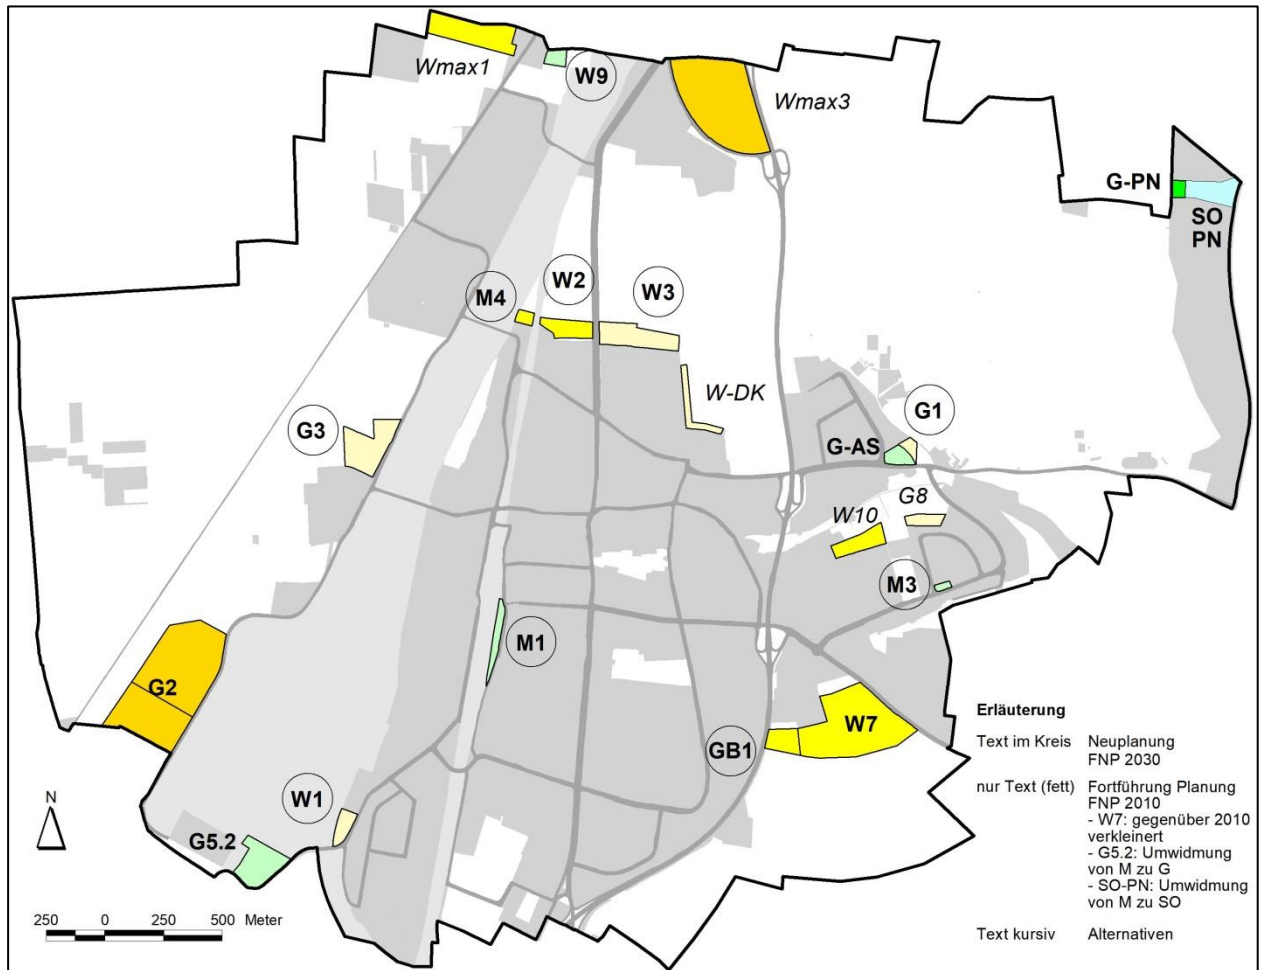 Wmax1
W9
Wmax3
G-PN
SO
PN
M4
W2
W3
W-DK
G3
G1
G-AS
G8
W10
M3
M1
G2
W7
GB1
W1
G5.2
N
250 0 250 500 Meter
Erläuterung
Text im Kreis Neuplanung
FNP 2030
nur Text (fett) Fortführung Planung
FNP 2010
- W7: gegenüber 2010
verkleinert
- G5.2: Umwidmung
von M zu G
- SO-PN: Umwidmung
von M zu SO
Text kursiv Alternativen